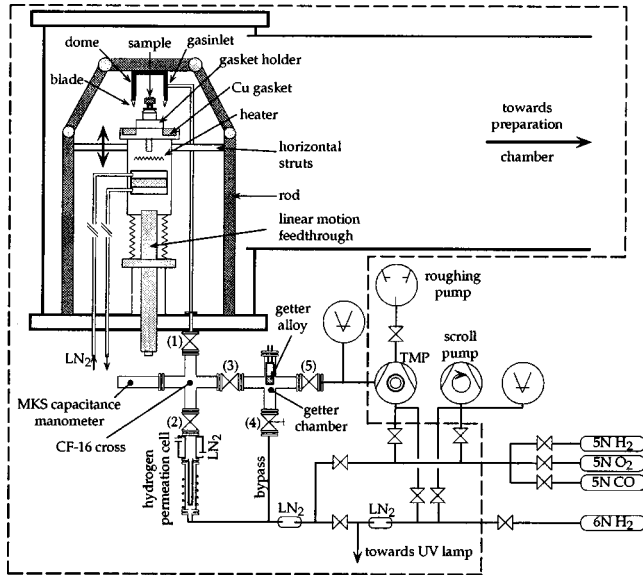 dome
sample
gasinlet
gasket holder
Cu gasket
blade
heater
horizontal
struts
rod
linear motion
feedthrough
towards
preparation
chamber
LN2
(1)
getter
alloy
roughing
pump
scroll
pump
TMP
(3)
(5)
MKS capacitance
manometer
CF-16 cross
(2)
(4)
getter
chamber
hydrogen
permeation cell
LN2
bypass
LN2
LN2
5N H2
5N O2
5N CO
6N H2
towards UV lamp